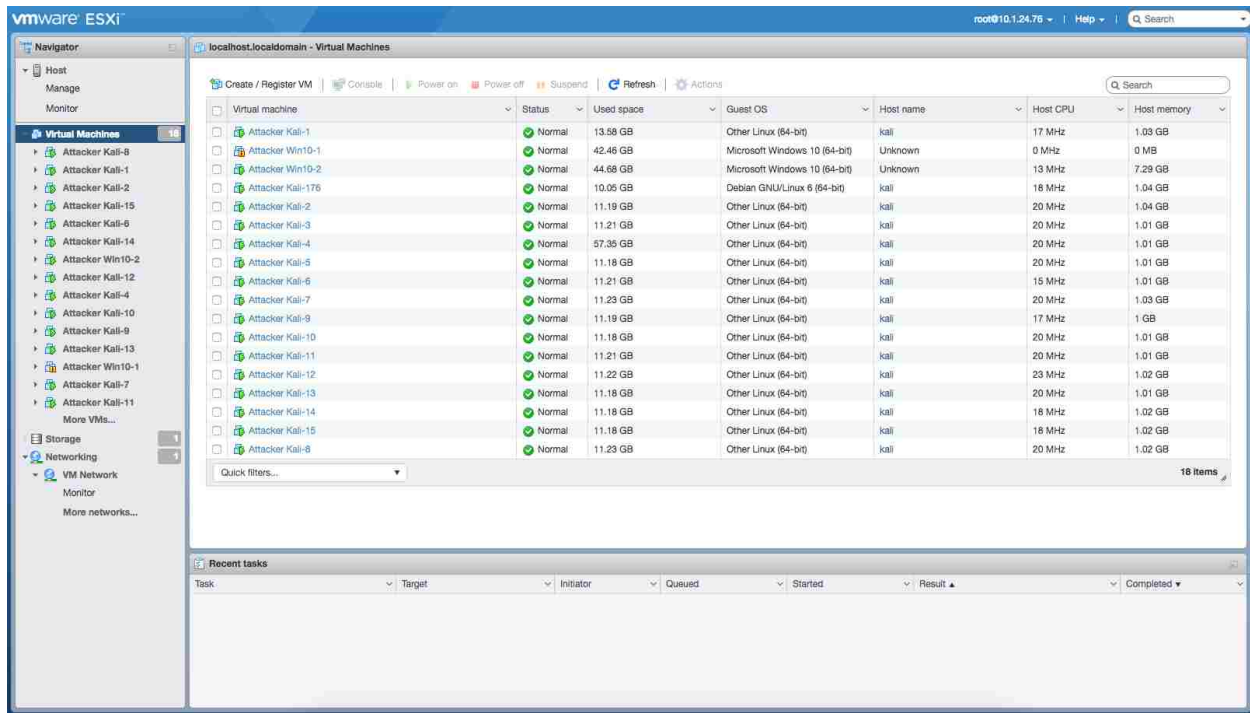 vmware ESXi
root@10.1.24.76 | Help | Search
Navigator
Host
Manage
Monitor
Virtual Machines 18
Attacker Kali-8
Attacker Kali-1
Attacker Kali-2
Attacker Kali-15
Attacker Kali-6
Attacker Kali-14
Attacker Win10-2
Attacker Kali-12
Attacker Kali-4
Attacker Kali-10
Attacker Kali-9
Attacker Kali-13
Attacker Win10-1
Attacker Kali-7
Attacker Kali-11
More VMs...
Storage 1
Networking 1
VM Network
Monitor
More networks...
localhost.localdomain - Virtual Machines
Create / Register VM | Console | Power on Power off Suspend | Refresh | Actions Search
Virtual machine Status Used space Guest OS Host name Host CPU Host memory
Attacker Kali-1 Normal 13.58 GB Other Linux (64-bit) kali 17 MHz 1.03 GB
Attacker Win10-1 Normal 42.46 GB Microsoft Windows 10 (64-bit) Unknown 0 MHz 0 MB
Attacker Win10-2 Normal 44.68 GB Microsoft Windows 10 (64-bit) Unknown 13 MHz 7.29 GB
Attacker Kali-176 Normal 10.05 GB Debian GNU/Linux 6 (64-bit) kali 18 MHz 1.04 GB
Attacker Kali-2 Normal 11.19 GB Other Linux (64-bit) kali 20 MHz 1.04 GB
Attacker Kali-3 Normal 11.21 GB Other Linux (64-bit) kali 20 MHz 1.01 GB
Attacker Kali-4 Normal 57.35 GB Other Linux (64-bit) kali 20 MHz 1.01 GB
Attacker Kali-5 Normal 11.18 GB Other Linux (64-bit) kali 20 MHz 1.01 GB
Attacker Kali-6 Normal 11.21 GB Other Linux (64-bit) kali 15 MHz 1.01 GB
Attacker Kali-7 Normal 11.23 GB Other Linux (64-bit) kali 20 MHz 1.03 GB
Attacker Kali-9 Normal 11.19 GB Other Linux (64-bit) kali 17 MHz 1 GB
Attacker Kali-10 Normal 11.18 GB Other Linux (64-bit) kali 20 MHz 1.01 GB
Attacker Kali-11 Normal 11.21 GB Other Linux (64-bit) kali 20 MHz 1.01 GB
Attacker Kali-12 Normal 11.22 GB Other Linux (64-bit) kali 23 MHz 1.02 GB
Attacker Kali-13 Normal 11.18 GB Other Linux (64-bit) kali 20 MHz 1.01 GB
Attacker Kali-14 Normal 11.18 GB Other Linux (64-bit) kali 18 MHz 1.02 GB
Attacker Kali-15 Normal 11.18 GB Other Linux (64-bit) kali 18 MHz 1.02 GB
Attacker Kali-8 Normal 11.23 GB Other Linux (64-bit) kali 20 MHz 1.02 GB
Quick filters... 18 items
Recent tasks
Task Target Initiator Queued Started Result Completed